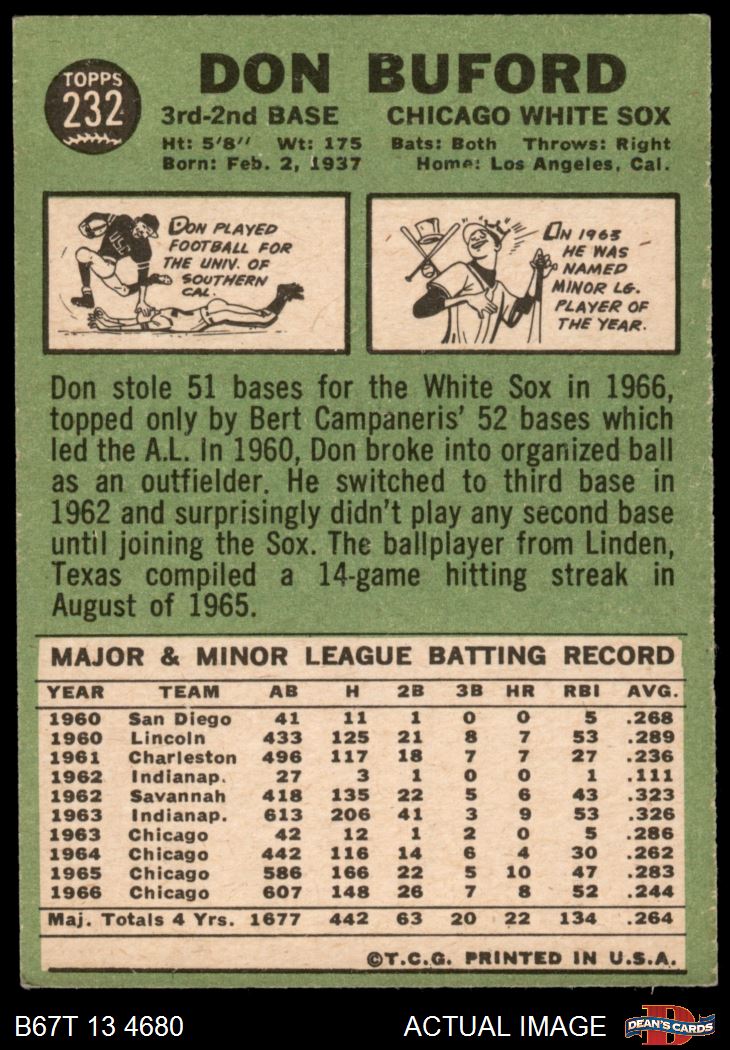 TOPPS
232
DON BUFORD
3rd-2nd BASE CHICAGO WHITE SOX
Ht: 5'8" Wt: 175 Bats: Both Throws: Right
Born: Feb. 2, 1937 Home: Los Angeles, Cal.
DON PLAYED
FOOTBALL FOR
THE UNIV. OF
SOUTHERN
CAL.
IN 1963
HE WAS
NAMED
MINOR LG.
PLAYER OF
THE YEAR.
Don stole 51 bases for the White Sox in 1966,
topped only by Bert Campaneris' 52 bases which
led the A.L. In 1960, Don broke into organized ball
as an outfielder. He switched to third base in
1962 and surprisingly didn't play any second base
until joining the Sox. The ballplayer from Linden,
Texas compiled a 14-game hitting streak in
August of 1965.
MAJOR & MINOR LEAGUE BATTING RECORD
YEAR TEAM AB H 2B 3B HR RBI AVG.
1960 San Diego 41 11 1 0 0 5 .268
1960 Lincoln 433 125 21 8 7 53 .289
1961 Charleston 496 117 18 7 7 27 .236
1962 Indianap. 27 3 1 0 0 1 .111
1962 Savannah 418 135 22 5 6 43 .323
1963 Indianap. 613 206 41 3 9 53 .326
1963 Chicago 42 12 1 2 0 5 .286
1964 Chicago 442 116 14 6 4 30 .262
1965 Chicago 586 166 22 5 10 47 .283
1966 Chicago 607 148 26 7 8 52 .244
Maj. Totals 4 Yrs. 1677 442 63 20 22 134 .264
©T.C.G. PRINTED IN U.S.A.
B67T 13 4680 ACTUAL IMAGE
DEAN'S CARDS